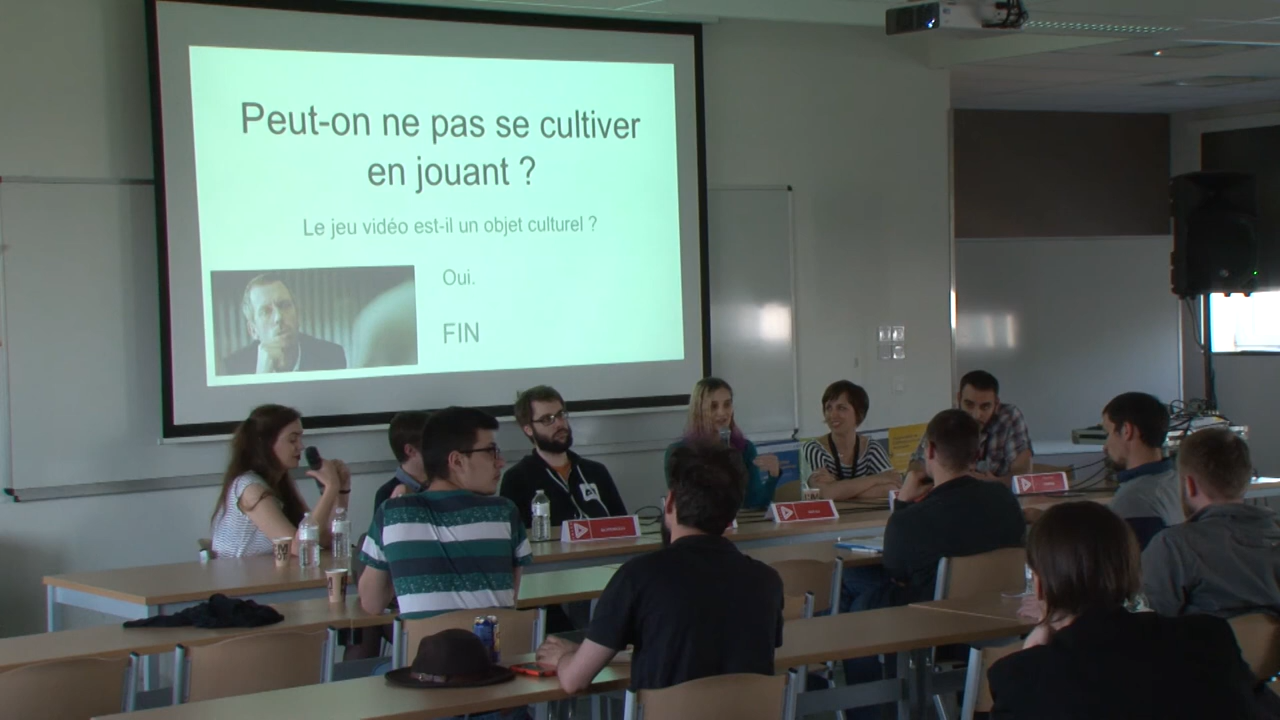 Peut-on ne pas se cultiver
en jouant ?
Le jeu vidéo est-il un objet culturel ?
Oui.
FIN